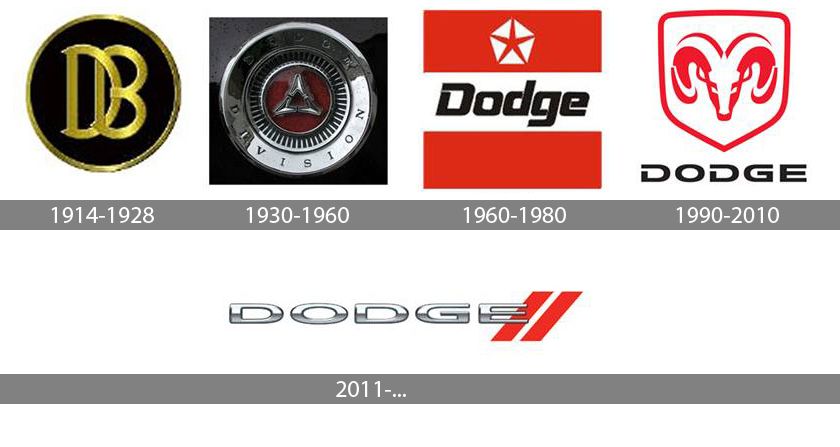 DB
DODGE
DIVISION
Dodge
DODGE
1914-1928
1930-1960
1960-1980
1990-2010
DODGE
2011-...